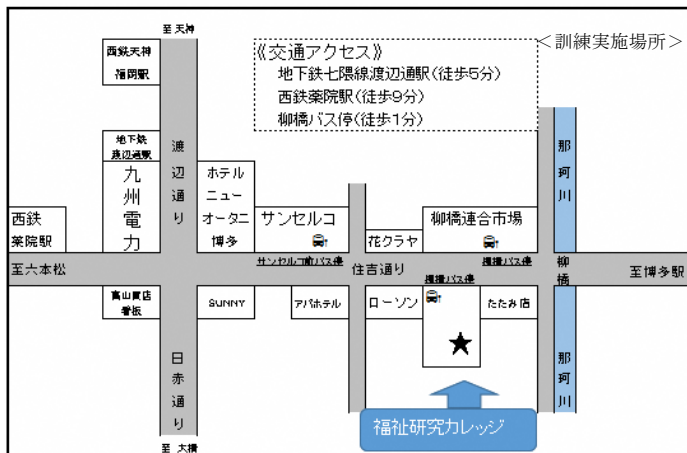 至 天神
西鉄天神
福岡駅
《交通アクセス》
地下鉄七隈線渡辺通駅(徒歩5分)
西鉄薬院駅(徒歩9分)
柳橋バス停(徒歩1分)
＜訓練実施場所＞
地下鉄
渡辺通駅
渡辺通り
那珂川
九州電力
ホテル
ニュー
オータニ
博多
西鉄
薬院駅
サンセルコ
花クラヤ
柳橋連合市場
サンセルコ前バス停
柳橋バス停
至六本松
住吉通り
柳橋
至博多駅
柳橋バス停
高山質店
看板
SUNNY
アパホテル
ローソン
たたみ店
★
日赤通り
那珂川
福祉研究カレッジ
至 大橋